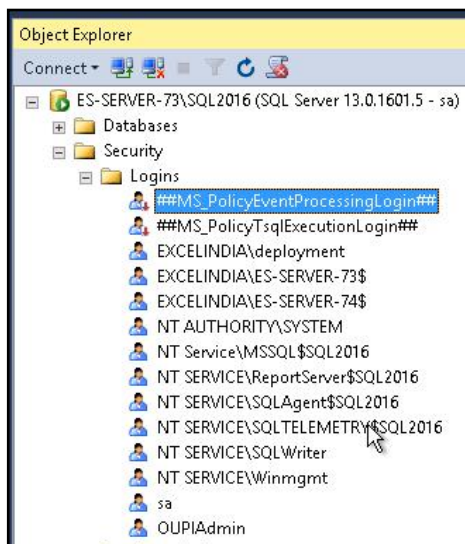 Object Explorer
Connect
ES-SERVER-73\SQL2016 (SQL Server 13.0.1601.5 - sa)
Databases
Security
Logins
##MS_PolicyEventProcessingLogin##
##MS_PolicyTsqlExecutionLogin##
EXCELINDIA\deployment
EXCELINDIA\ES-SERVER-73$
EXCELINDIA\ES-SERVER-74$
NT AUTHORITY\SYSTEM
NT Service\MSSQL$SQL2016
NT SERVICE\ReportServer$SQL2016
NT SERVICE\SQLAgent$SQL2016
NT SERVICE\SQLTELEMETRY$SQL2016
NT SERVICE\SQLWriter
NT SERVICE\Winmgmt
sa
OUPIAdmin